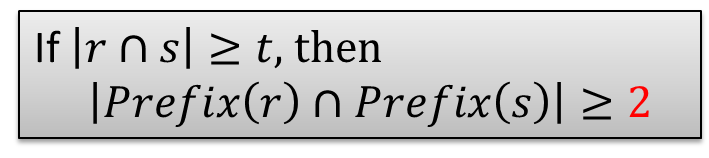 If |r ∩ s| ≥ t, then
|Prefix(r) ∩ Prefix(s)| ≥ 2